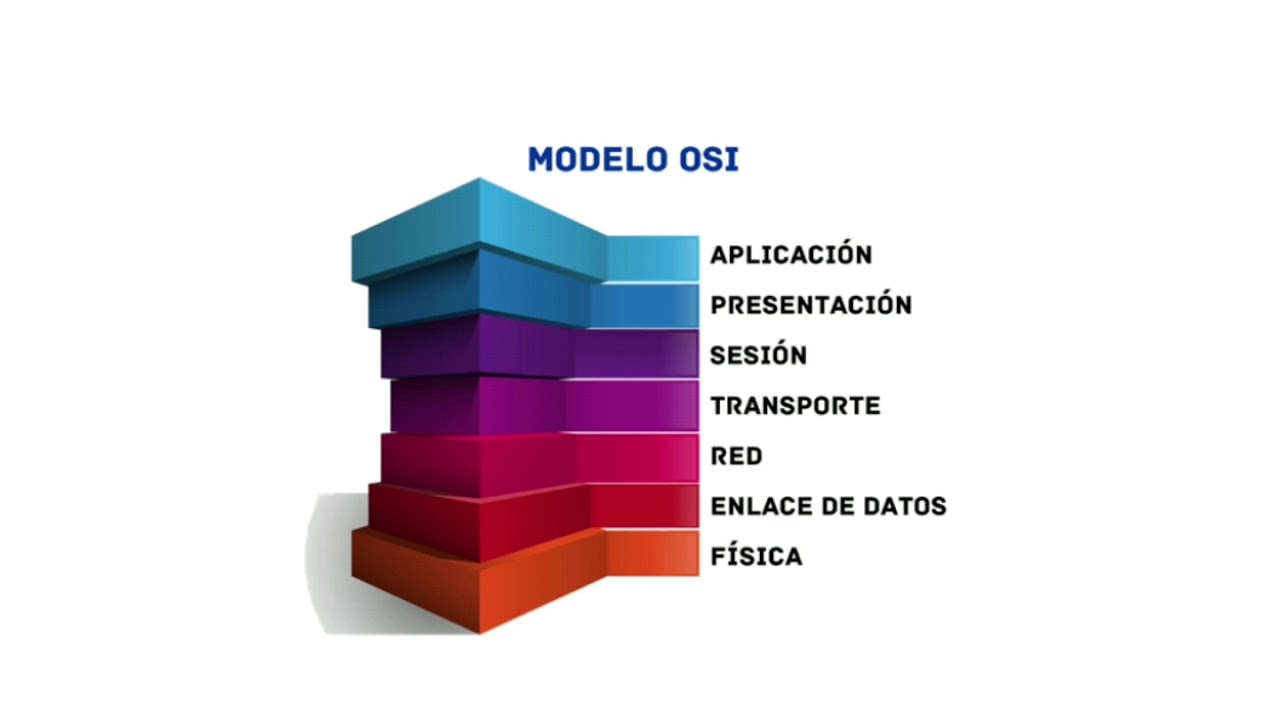 MODELO OSI
APLICACIÓN
PRESENTACIÓN
SESIÓN
TRANSPORTE
RED
ENLACE DE DATOS
FÍSICA